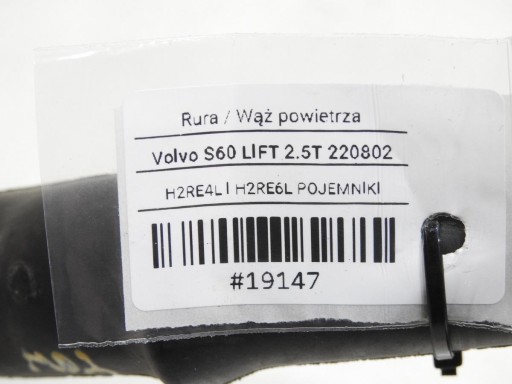 Rura / Wąż powietrza
Volvo S60 LIFT 2.5T 220802
H2RE4L I H2RE6L POJEMNIKI
#19147